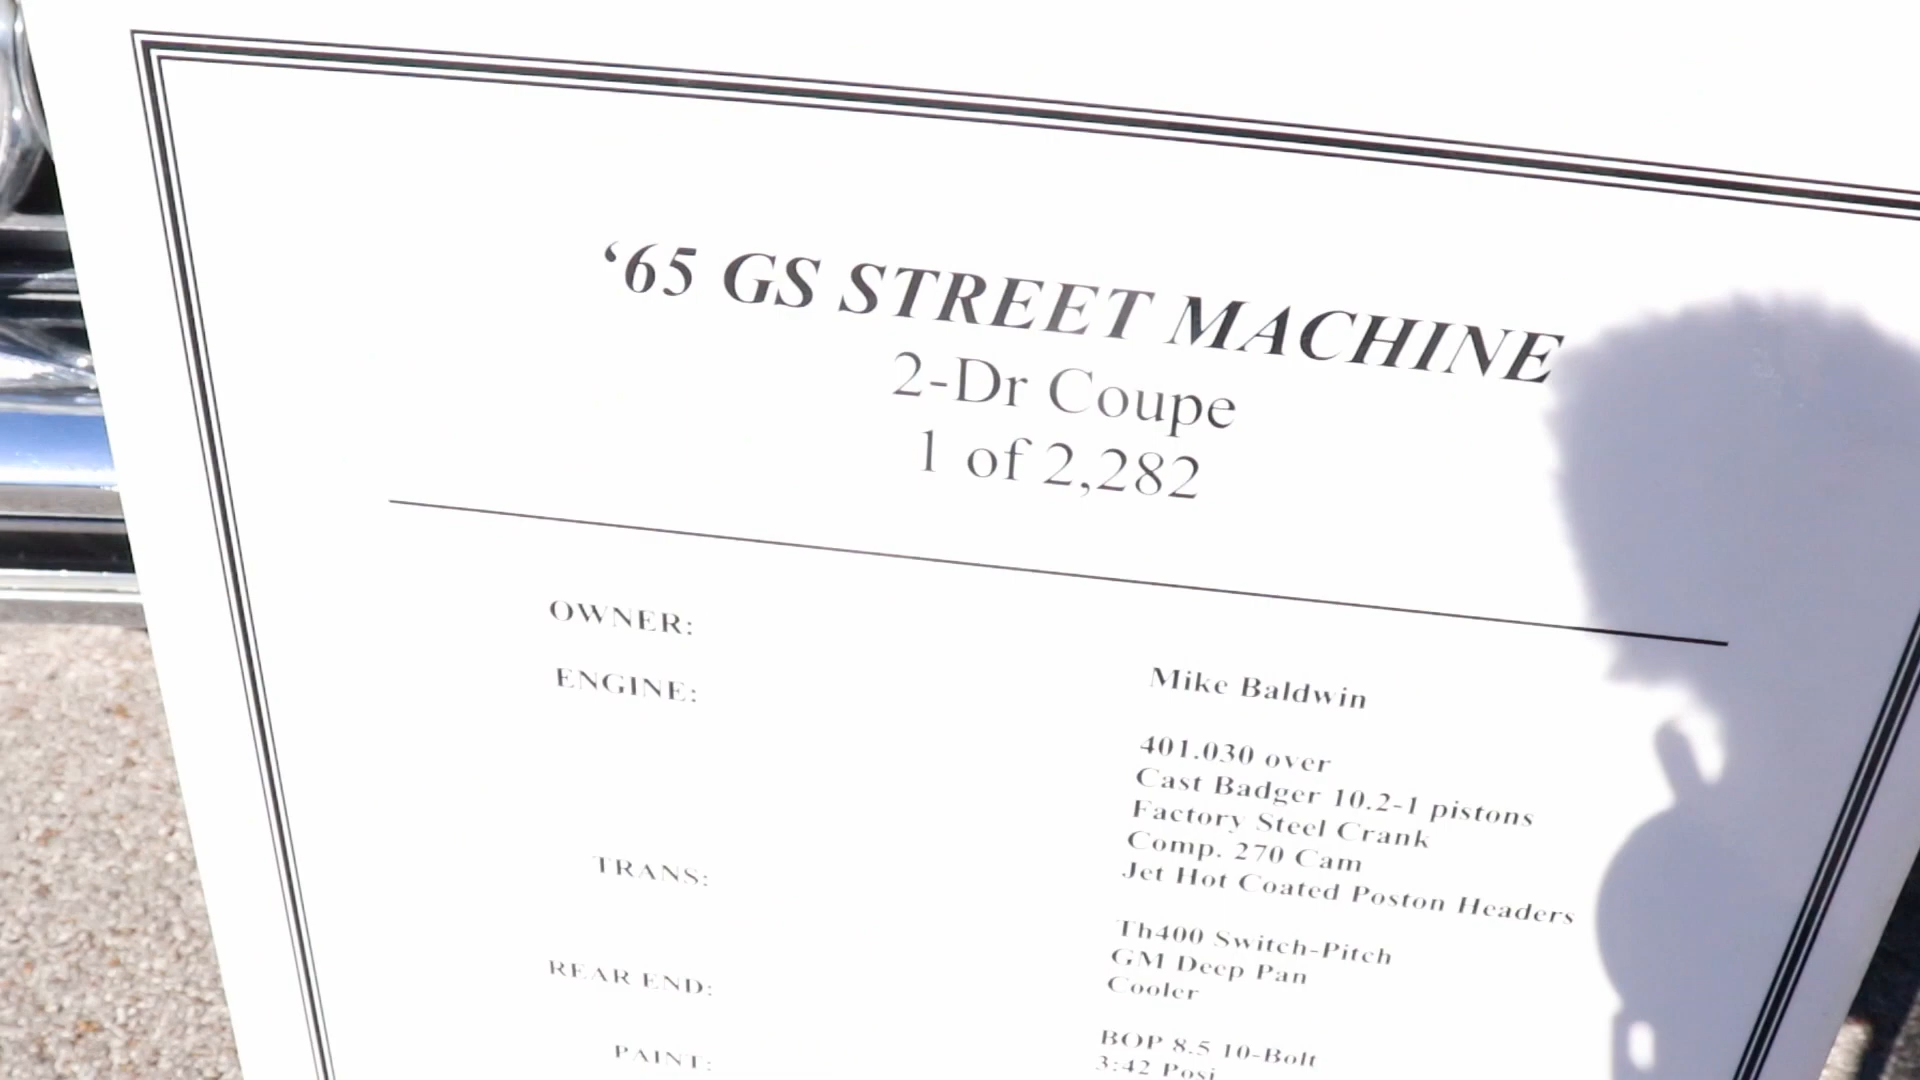 ‘65 GS STREET MACHINE
2-Dr Coupe
1 of 2,282
OWNER:
Mike Baldwin
ENGINE:
401.030 over
Cast Badger 10.2-1 pistons
Factory Steel Crank
Comp. 270 Cam
Jet Hot Coated Poston Headers
TRANS:
Th400 Switch-Pitch
GM Deep Pan
Cooler
REAR END:
BOP 8.5 10-Bolt
3:42 Posi
PAINT: